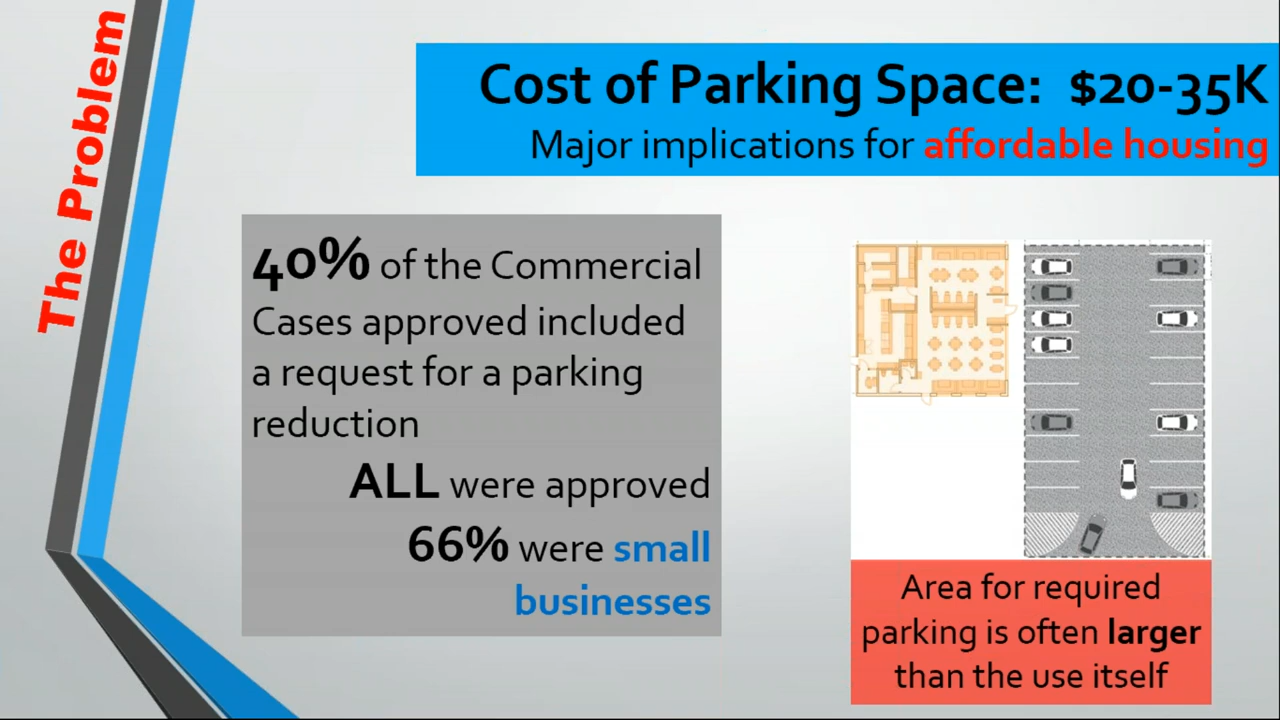 The Problem
Cost of Parking Space: $20-35K
Major implications for affordable housing
40% of the Commercial
Cases approved included
a request for a parking
reduction
ALL were approved
66% were small
businesses
Area for required
parking is often larger
than the use itself